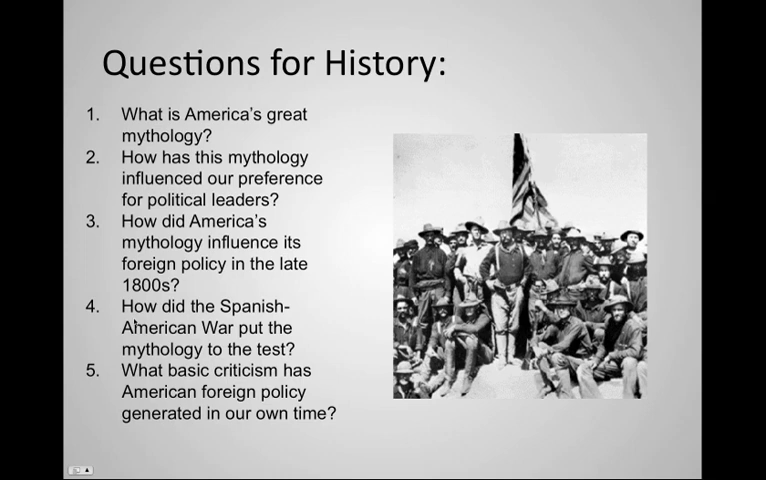 Questions for History:
1. What is America's great
mythology?
2. How has this mythology
influenced our preference
for political leaders?
3. How did America's
mythology influence its
foreign policy in the late
1800s?
4. How did the Spanish-
American War put the
mythology to the test?
5. What basic criticism has
American foreign policy
generated in our own time?